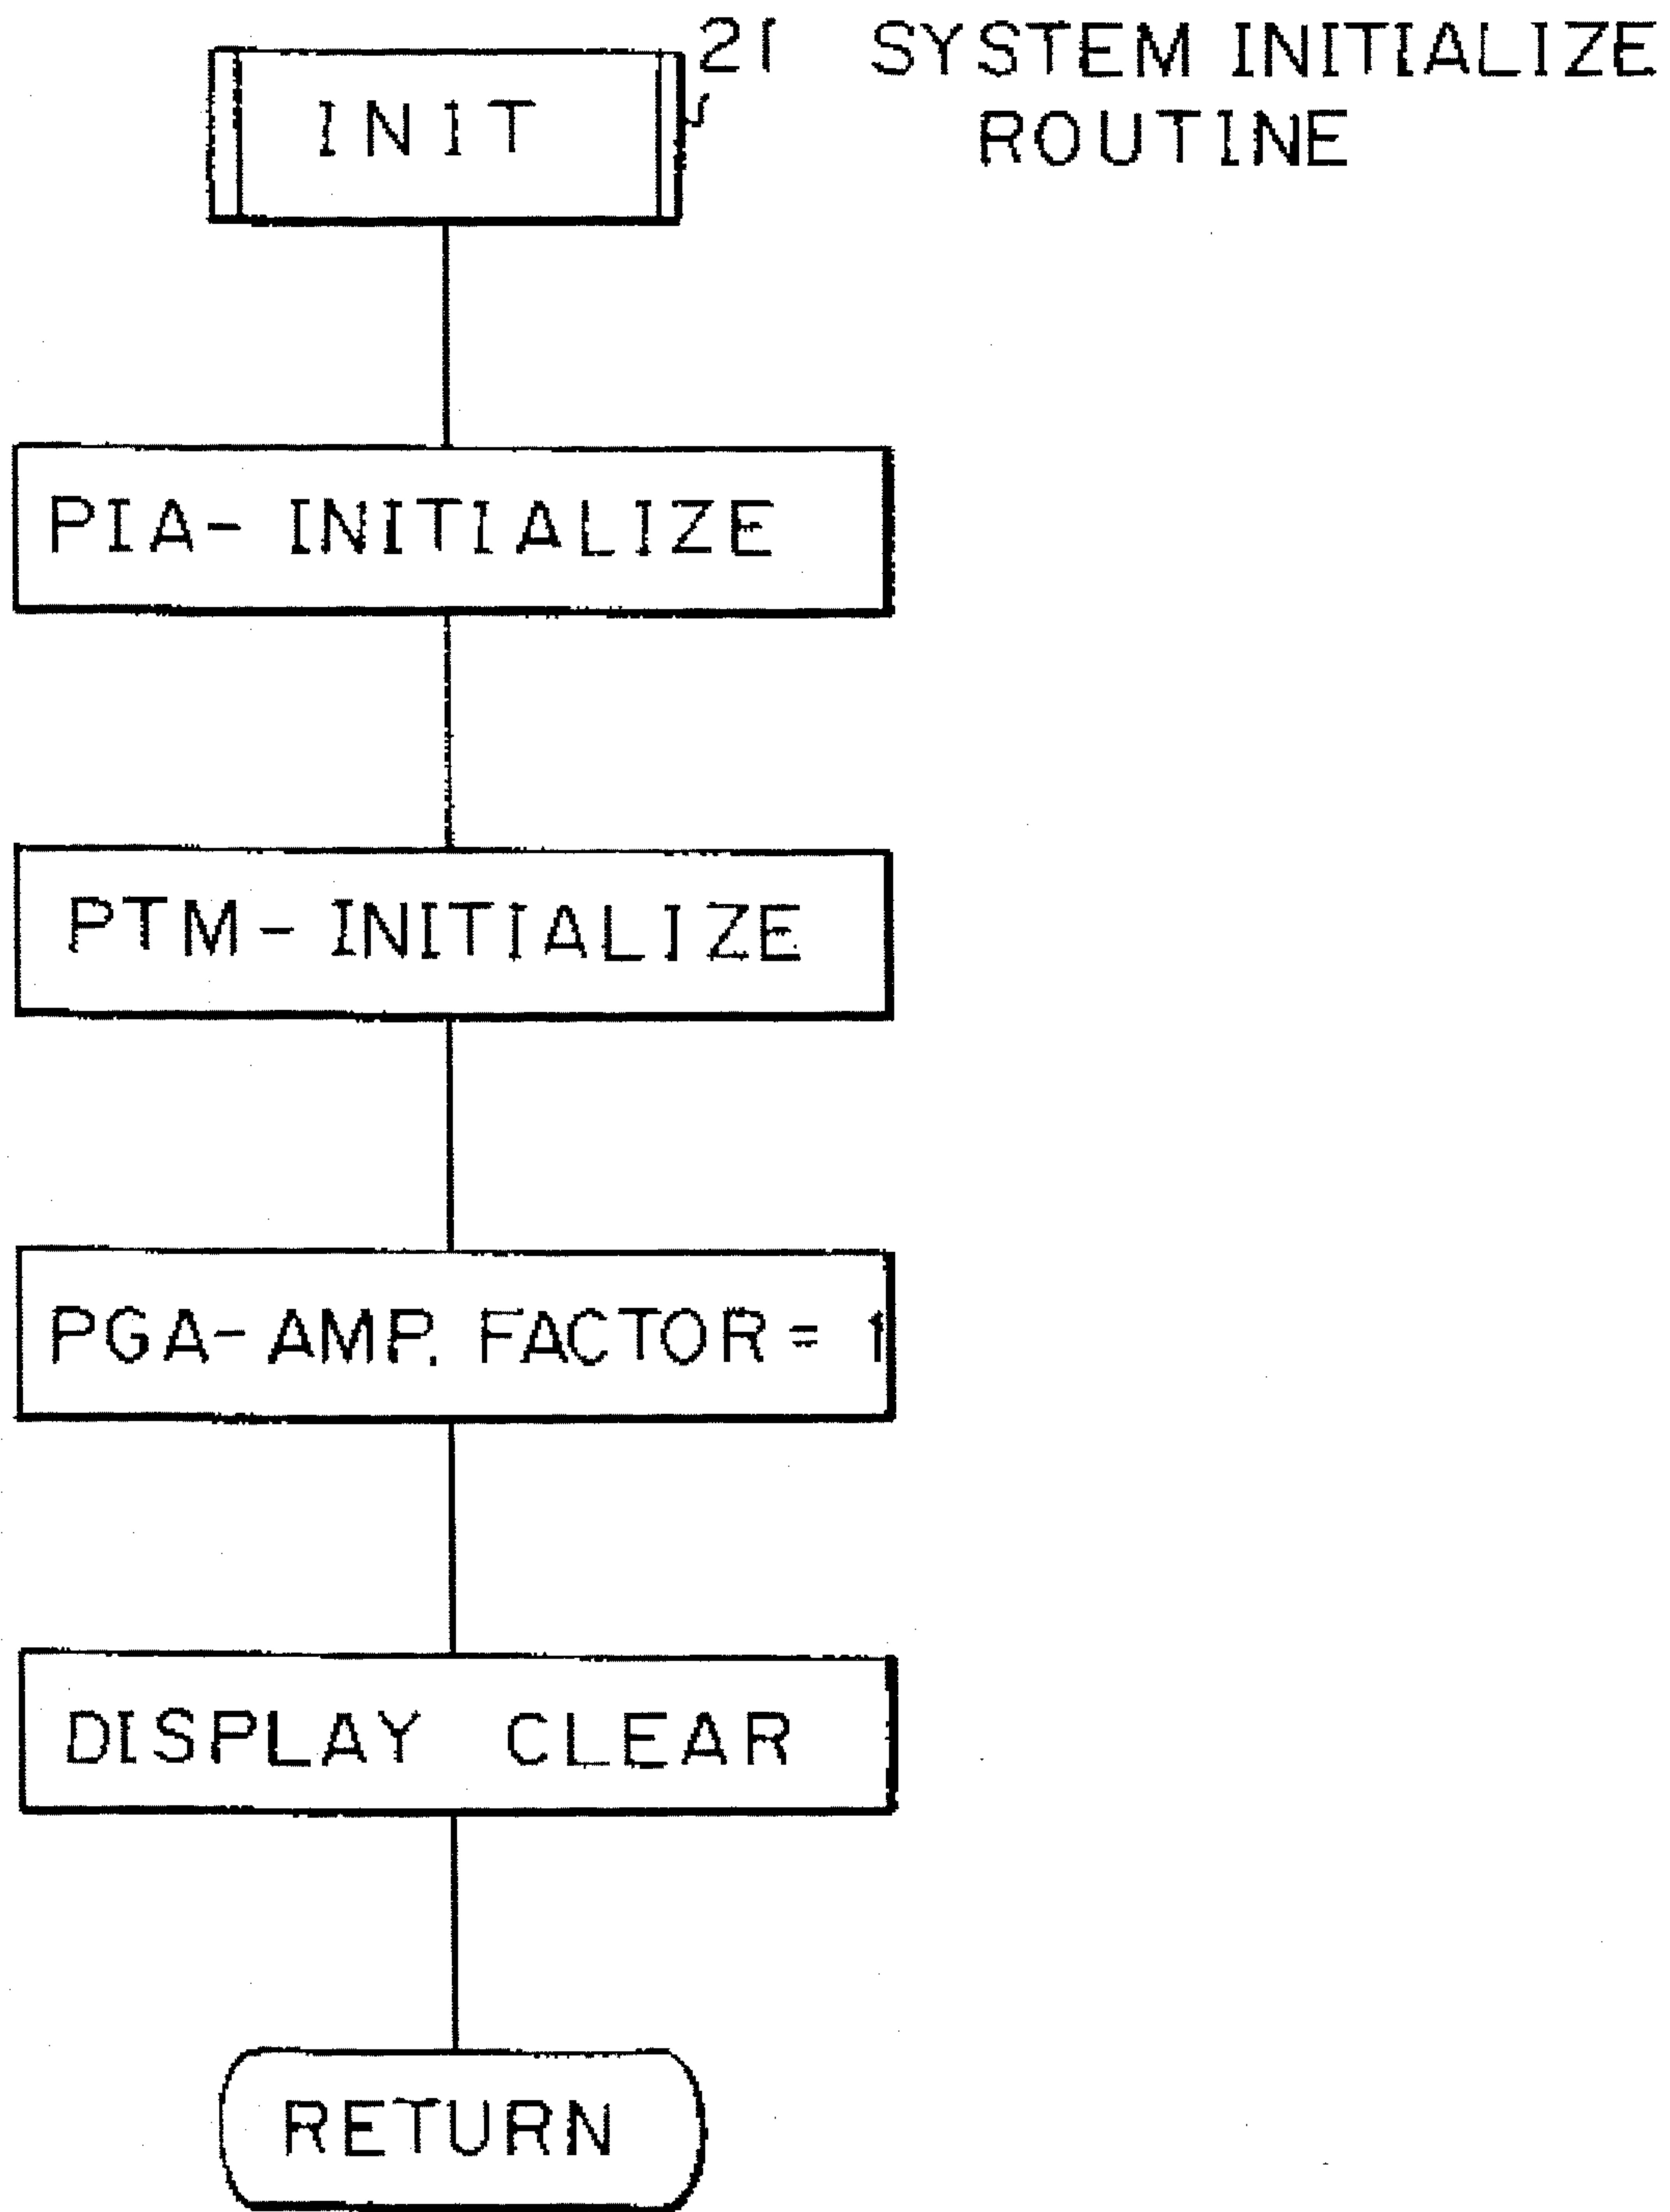 21 SYSTEM INITIALIZE
ROUTINE
INIT
PIA- INITIALIZE
PTM - INITIALIZE
PGA- AMP. FACTOR = 1
DISPLAY CLEAR
RETURN